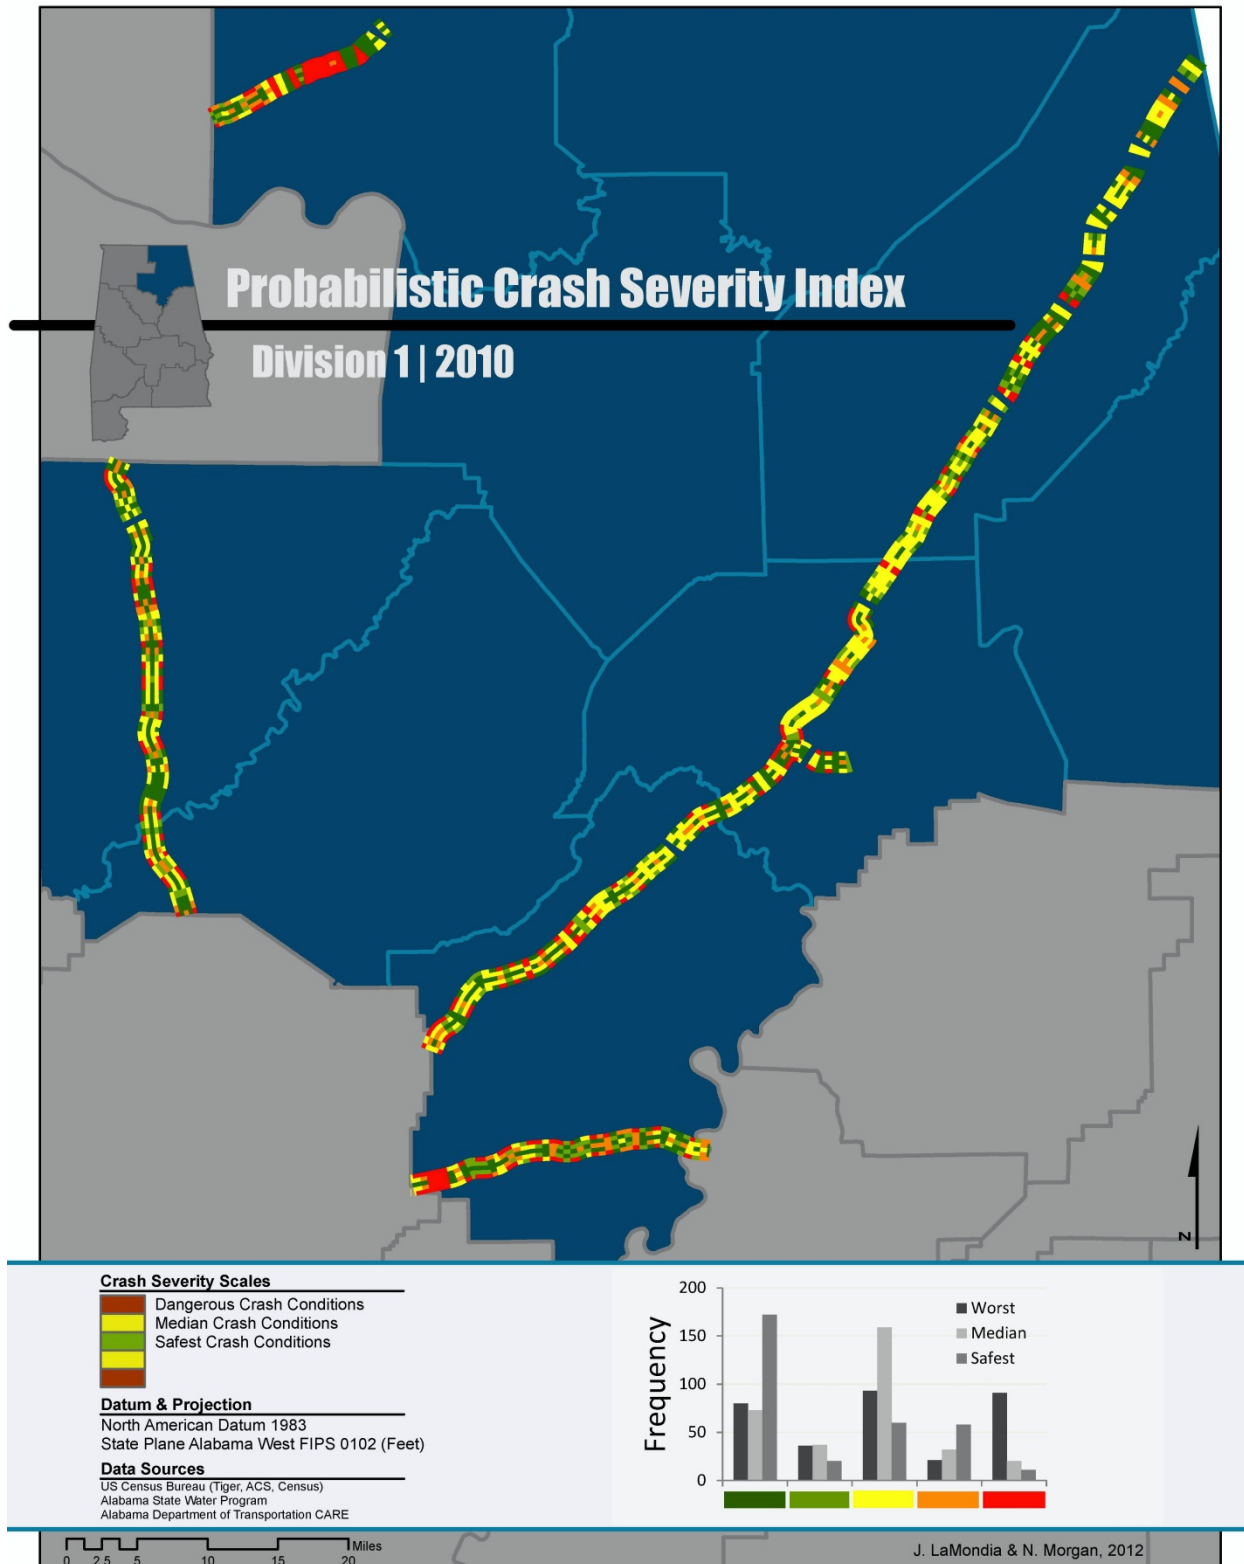 Probabilistic Crash Severity Index
Division 1 | 2010
N
Crash Severity Scales
Dangerous Crash Conditions
Median Crash Conditions
Safest Crash Conditions
Datum & Projection
North American Datum 1983
State Plane Alabama West FIPS 0102 (Feet)
Data Sources
US Census Bureau (Tiger, ACS, Census)
Alabama State Water Program
Alabama Department of Transportation CARE
Frequency
200
150
100
50
0
Worst
Median
Safest
Miles
0 2.5 5 10 15 20
J. LaMondia & N. Morgan, 2012